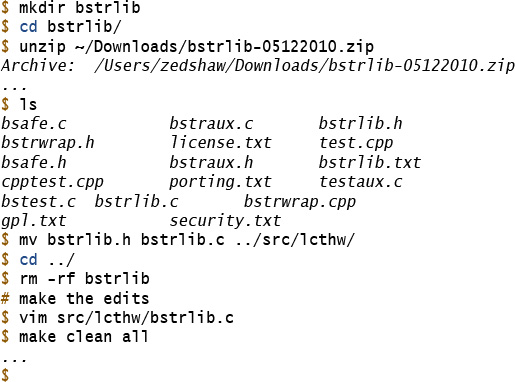 $ mkdir bstrlib
$ cd bstrlib/
$ unzip ~/Downloads/bstrlib-05122010.zip
Archive:  /Users/zedshaw/Downloads/bstrlib-05122010.zip
...
$ ls
bsafe.c             bstraux.c       bstrlib.h
bstrwrap.h          license.txt     test.cpp
bsafe.h             bstraux.h       bstrlib.txt
cpptest.cpp         porting.txt     testaux.c
bstest.c  bstrlib.c       bstrwrap.cpp
gpl.txt             security.txt
$ mv bstrlib.h bstrlib.c ../src/lcthw/
$ cd ../
$ rm -rf bstrlib
# make the edits
$ vim src/lcthw/bstrlib.c
$ make clean all
...
$